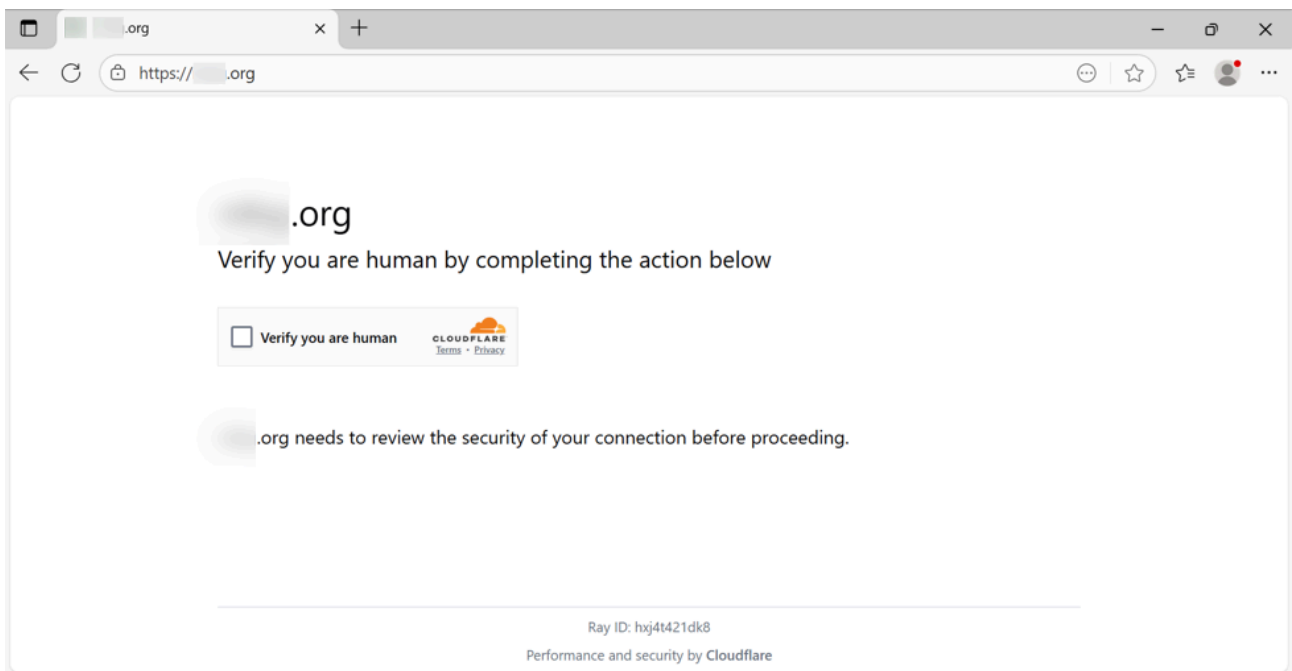 .org
https:// .org
.org
Verify you are human by completing the action below
Verify you are human
CLOUDFLARE
Terms • Privacy
.org needs to review the security of your connection before proceeding.
Ray ID: hxj4t421dk8
Performance and security by Cloudflare